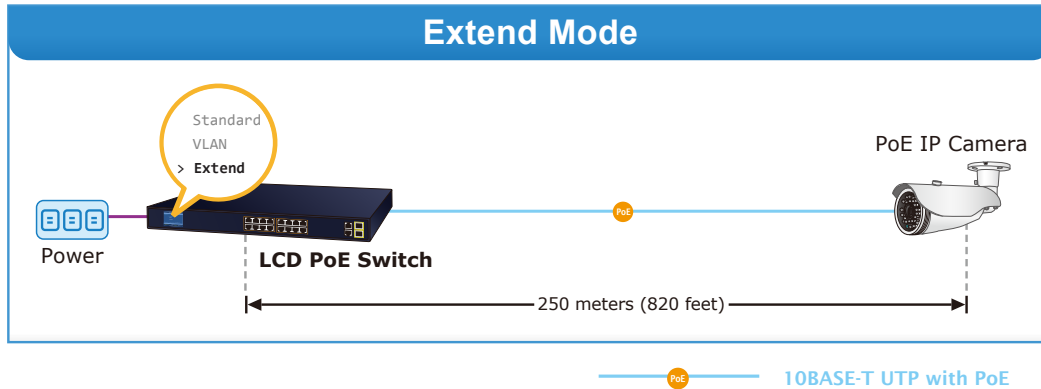 Extend Mode
Standard
VLAN
> Extend
PoE IP Camera
PoE
Power
LCD PoE Switch
250 meters (820 feet)
PoE
10BASE-T UTP with PoE